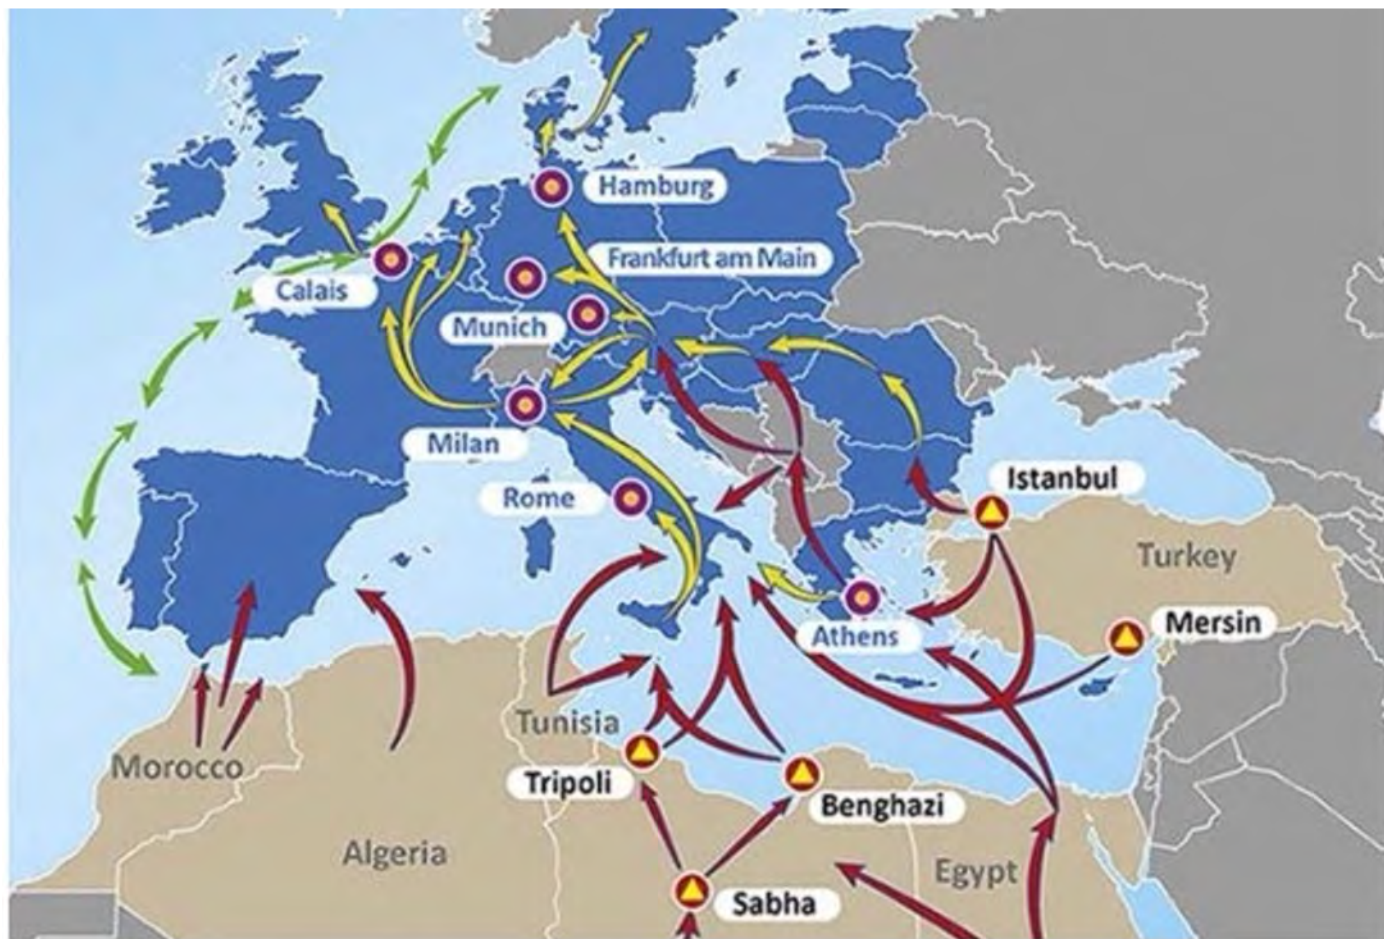 Hamburg
Frankfurt am Main
Calais
Munich
Milan
Rome
Istanbul
Turkey
Mersin
Athens
Tunisia
Morocco
Tripoli
Benghazi
Algeria
Egypt
Sabha